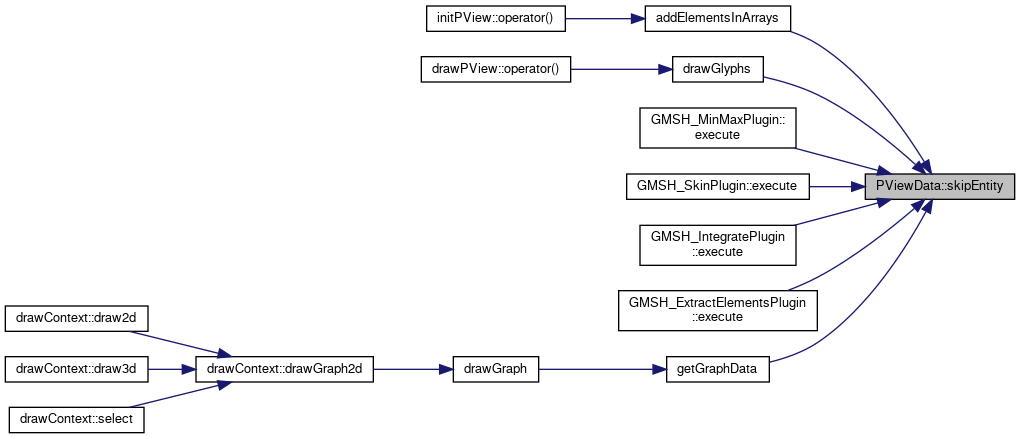 initPView::operator()
addElementsInArrays
drawPView::operator()
drawGlyphs
GMSH_MinMaxPlugin::
execute
GMSH_SkinPlugin::execute
PViewData::skipEntity
GMSH_IntegratePlugin
::execute
GMSH_ExtractElementsPlugin
::execute
drawContext::draw2d
drawContext::draw3d
drawContext::drawGraph2d
drawGraph
getGraphData
drawContext::select